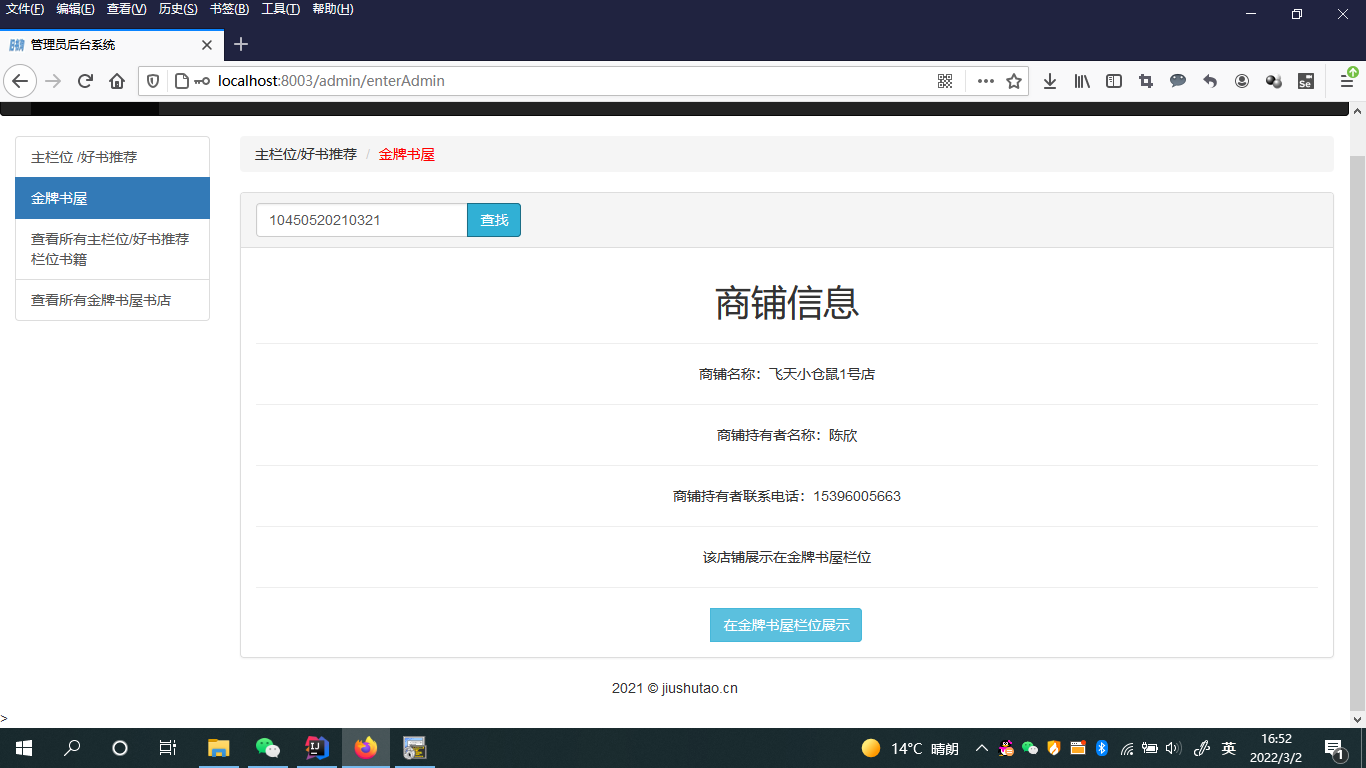 文件(F) 编辑(E) 查看(V) 历史(S) 书签(B) 工具(T) 帮助(H)
管理员后台系统
localhost:8003/admin/enterAdmin
主栏位 /好书推荐
金牌书屋
查看所有主栏位/好书推荐
栏位书籍
查看所有金牌书屋书店
主栏位/好书推荐 / 金牌书屋
10450520210321 查找
商铺信息
商铺名称：飞天小仓鼠1号店
商铺持有者名称：陈欣
商铺持有者联系电话：15396005663
该店铺展示在金牌书屋栏位
在金牌书屋栏位展示
2021 © jiushutao.cn
>
14°C 晴朗
英
16:52
2022/3/2
1